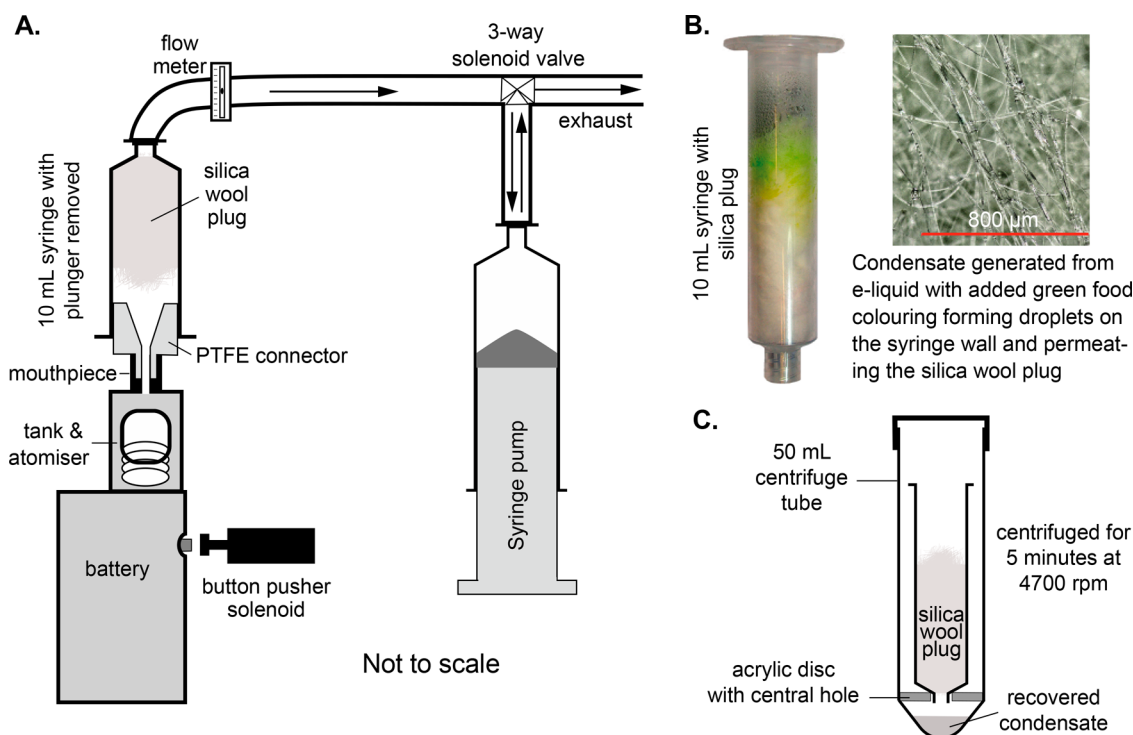 A.
flow
meter
3-way
solenoid valve
exhaust
10 mL syringe with
plunger removed
silica
wool
plug
PTFE connector
mouthpiece
tank &
atomiser
battery
button pusher
solenoid
Syringe pump
Not to scale
B.
10 mL syringe with
silica plug
800 µm
Condensate generated from
e-liquid with added green food
colouring forming droplets on
the syringe wall and permeat-
ing the silica wool plug
C.
50 mL
centrifuge
tube
centrifuged for
5 minutes at
4700 rpm
silica
wool
plug
acrylic disc
with central hole
recovered
condensate